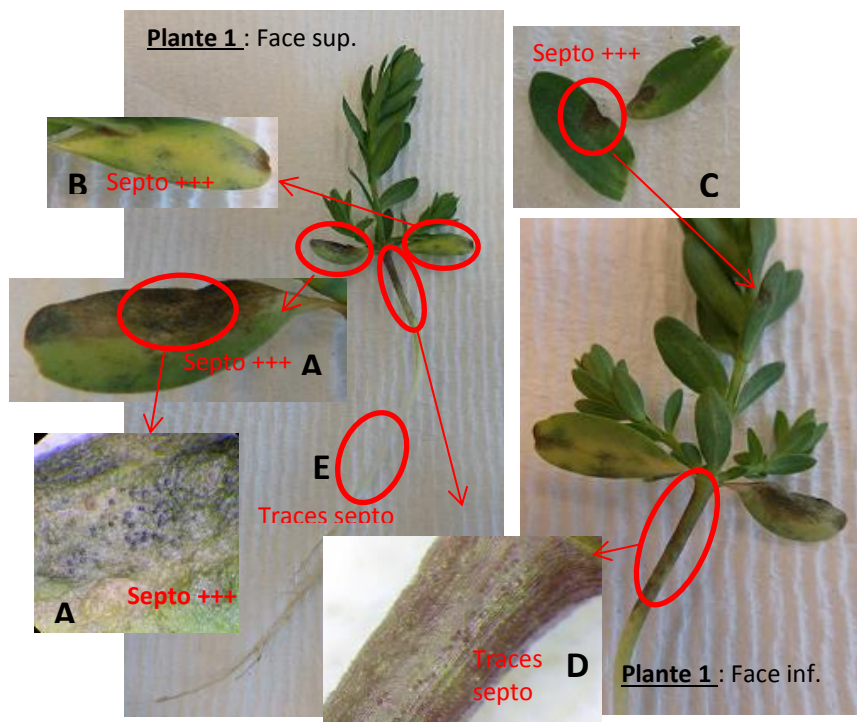 Plante 1 : Face sup.
Septo +++
C
B
Septo +++
Septo +++
A
E
Traces septo
A
Septo +++
Traces
septo
D
Plante 1 : Face inf.